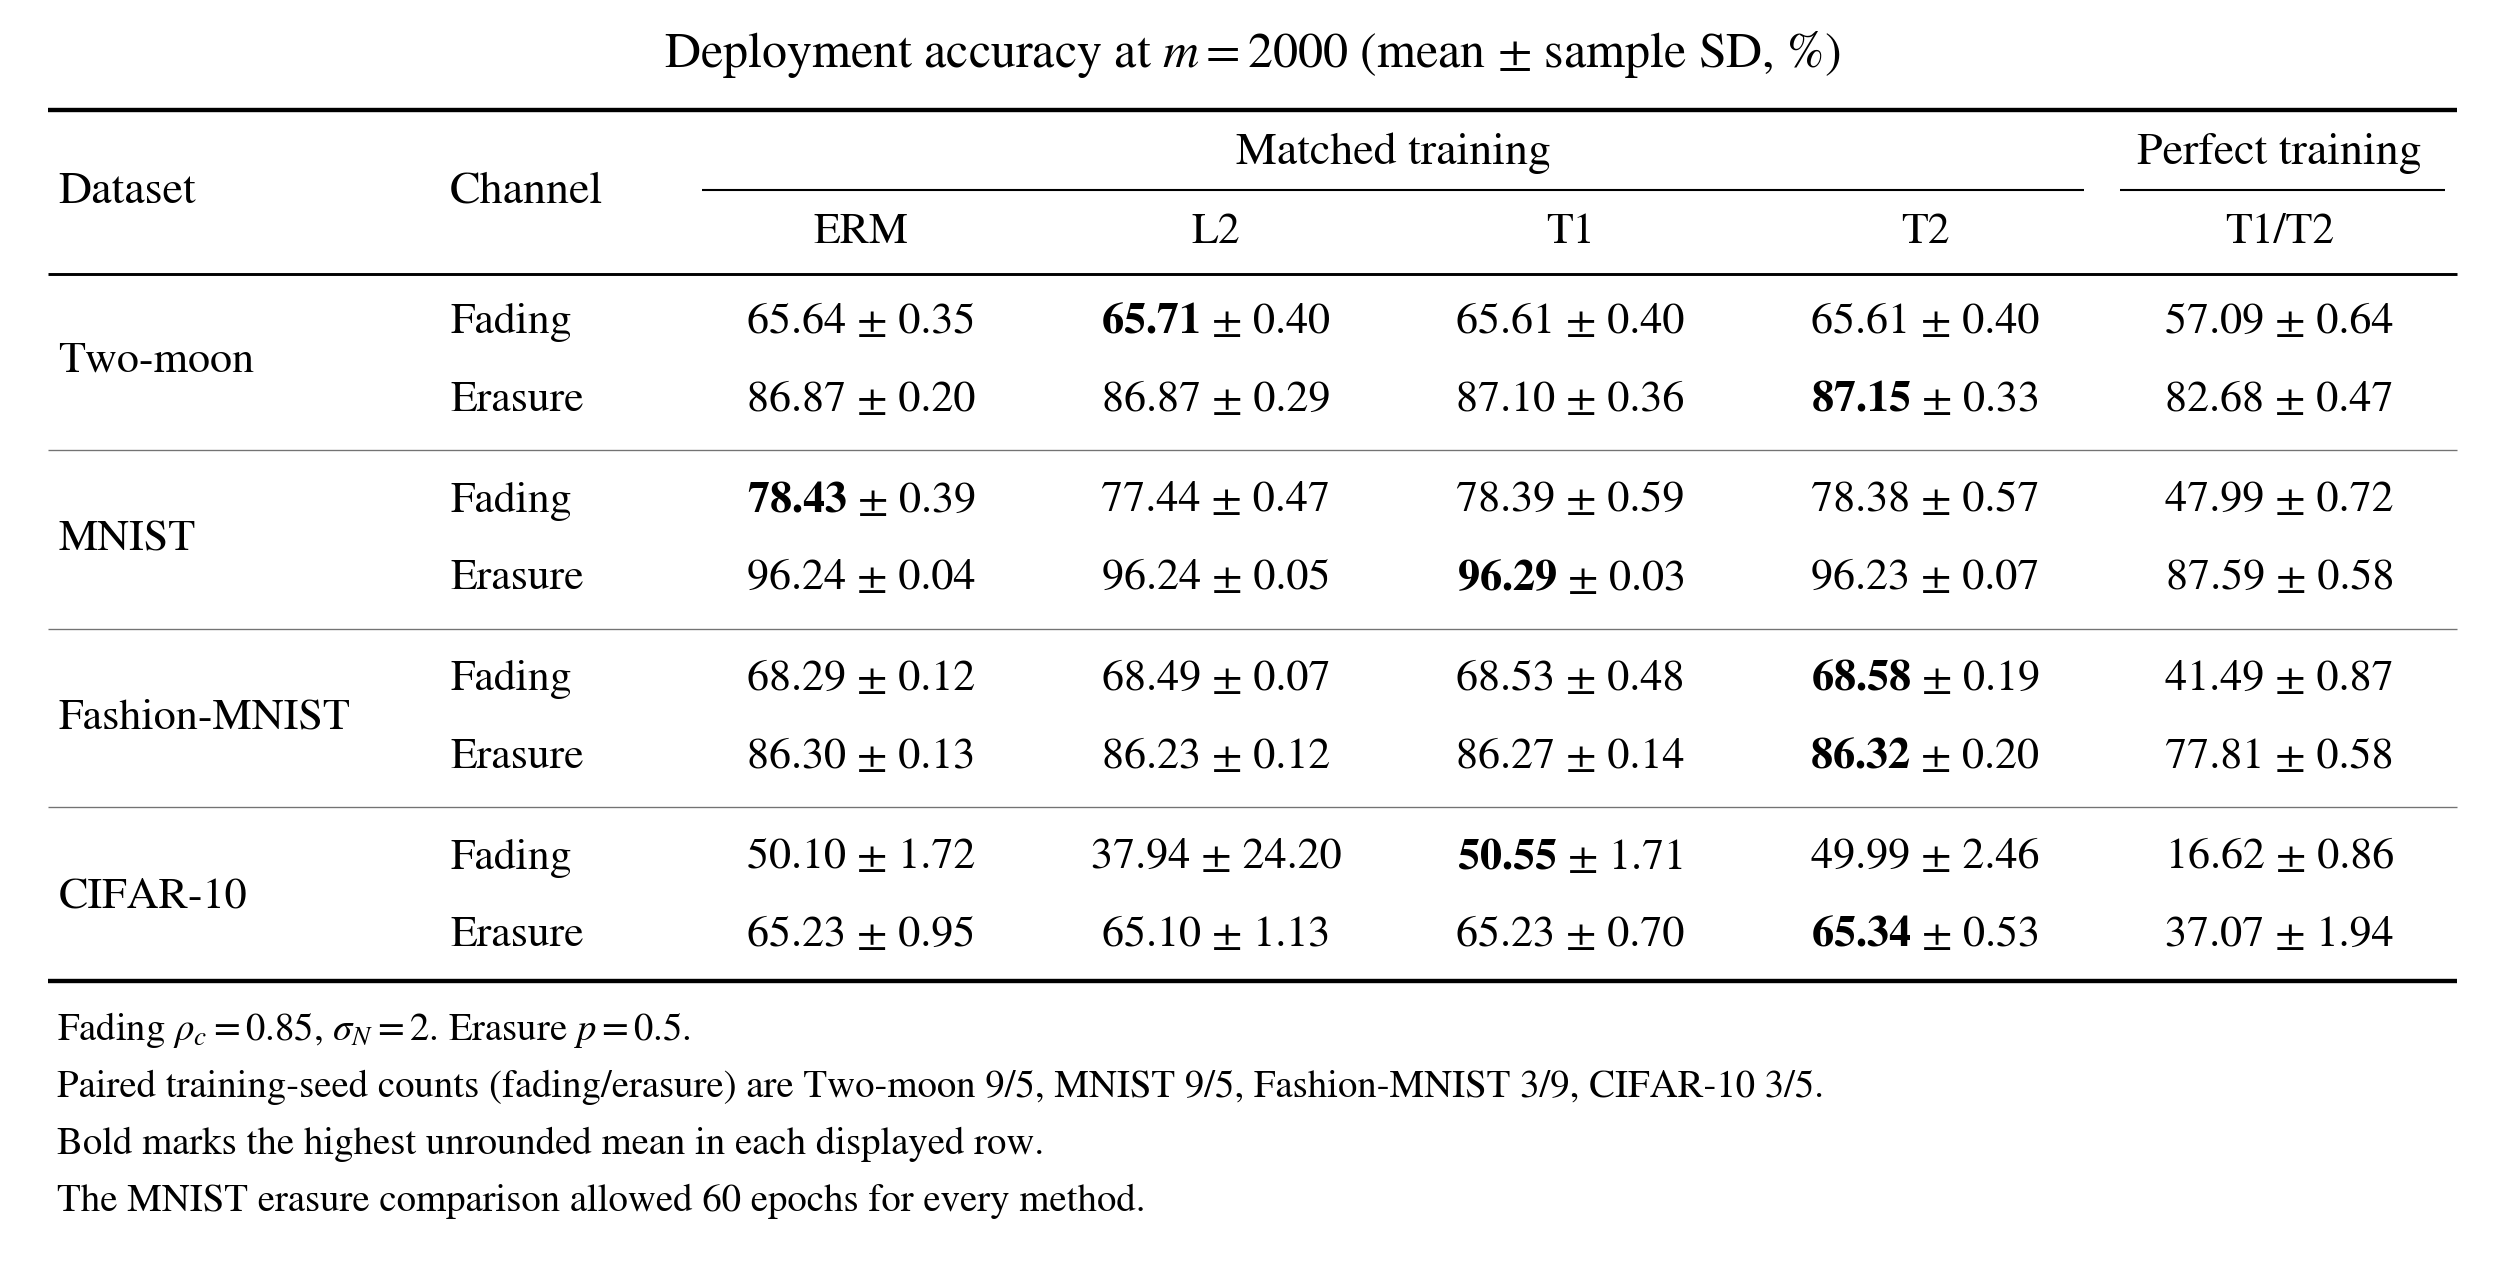 Deployment accuracy at m = 2000 (mean ± sample SD, %)
Dataset Channel Matched training Perfect training
ERM L2 T1 T2 T1/T2
Two-moon Fading 65.64 ± 0.35 65.71 ± 0.40 65.61 ± 0.40 65.61 ± 0.40 57.09 ± 0.64
Erasure 86.87 ± 0.20 86.87 ± 0.29 87.10 ± 0.36 87.15 ± 0.33 82.68 ± 0.47
MNIST Fading 78.43 ± 0.39 77.44 ± 0.47 78.39 ± 0.59 78.38 ± 0.57 47.99 ± 0.72
Erasure 96.24 ± 0.04 96.24 ± 0.05 96.29 ± 0.03 96.23 ± 0.07 87.59 ± 0.58
Fashion-MNIST Fading 68.29 ± 0.12 68.49 ± 0.07 68.53 ± 0.48 68.58 ± 0.19 41.49 ± 0.87
Erasure 86.30 ± 0.13 86.23 ± 0.12 86.27 ± 0.14 86.32 ± 0.20 77.81 ± 0.58
CIFAR-10 Fading 50.10 ± 1.72 37.94 ± 24.20 50.55 ± 1.71 49.99 ± 2.46 16.62 ± 0.86
Erasure 65.23 ± 0.95 65.10 ± 1.13 65.23 ± 0.70 65.34 ± 0.53 37.07 ± 1.94
Fading ρc = 0.85, σN = 2. Erasure p = 0.5.
Paired training-seed counts (fading/erasure) are Two-moon 9/5, MNIST 9/5, Fashion-MNIST 3/9, CIFAR-10 3/5.
Bold marks the highest unrounded mean in each displayed row.
The MNIST erasure comparison allowed 60 epochs for every method.